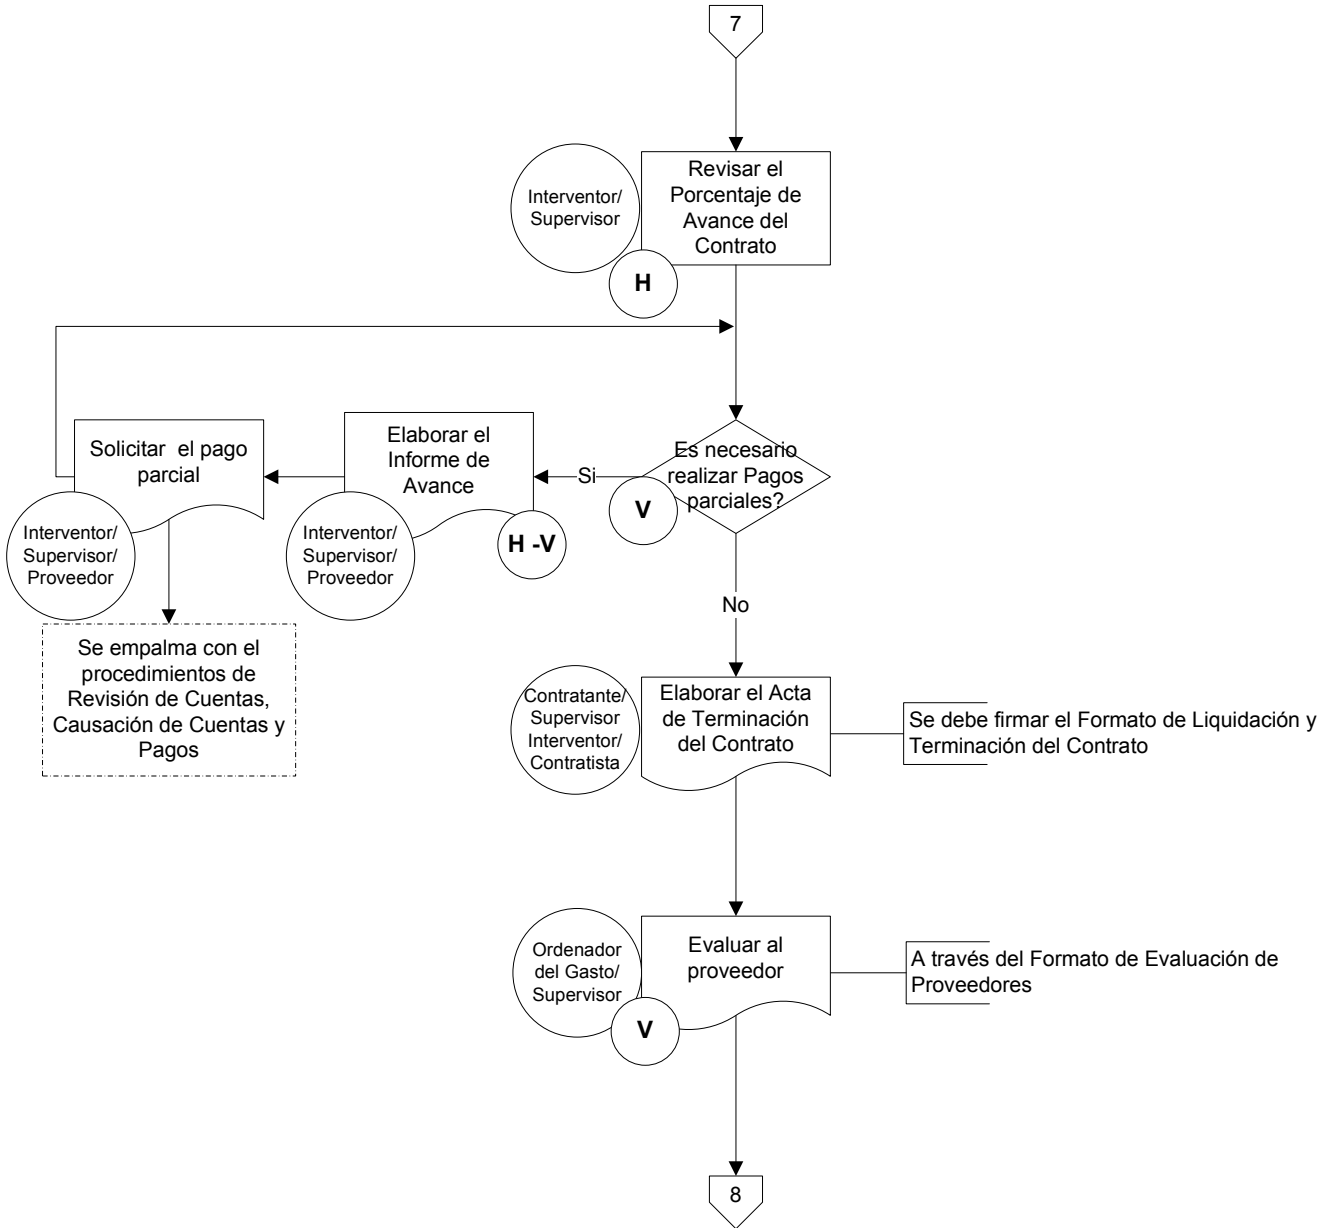 7
Interventor/
Supervisor
Revisar el
Porcentaje de
Avance del
Contrato
H
Solicitar el pago
parcial
Interventor/
Supervisor/
Proveedor
Elaborar el
Informe de
Avance
Interventor/
Supervisor/
Proveedor
H -V
Si
Es necesario
realizar Pagos
parciales?
V
No
Se empalma con el
procedimientos de
Revisión de Cuentas,
Causación de Cuentas y
Pagos
Contratante/
Supervisor
Interventor/
Contratista
Elaborar el Acta
de Terminación
del Contrato
Se debe firmar el Formato de Liquidación y
Terminación del Contrato
Ordenador
del Gasto/
Supervisor
Evaluar al
proveedor
V
A través del Formato de Evaluación de
Proveedores
8